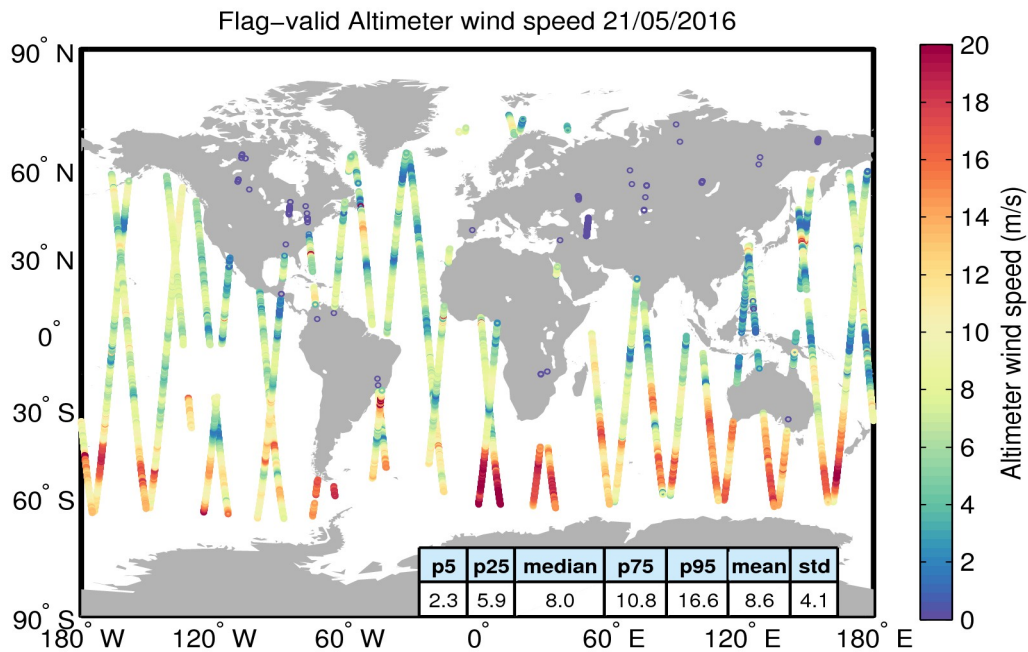 Flag−valid Altimeter wind speed 21/05/2016
90° N
60° N
30° N
0°
30° S
60° S
90° S
180° W
120° W
60° W
0°
60° E
120° E
180° E
p5 p25 median p75 p95 mean std
2.3 5.9 8.0 10.8 16.6 8.6 4.1
20
18
16
14
12
10
8
6
4
2
0
Altimeter wind speed (m/s)